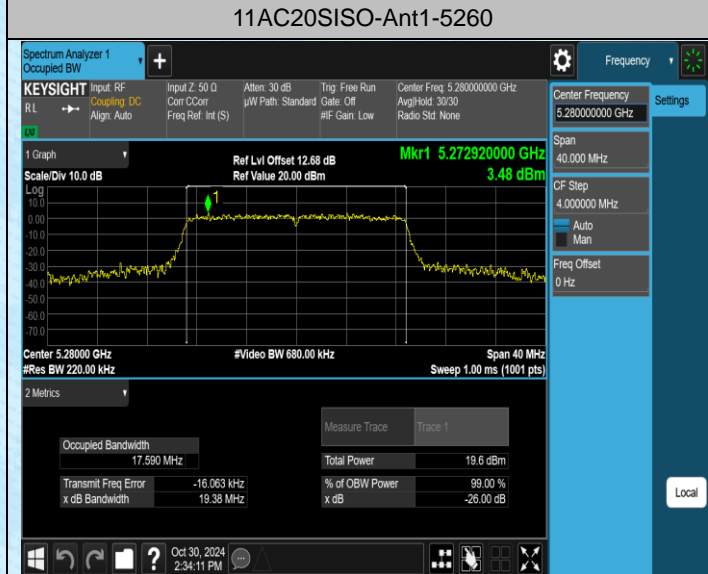 11AC20SISO-Ant1-5260
Spectrum Analyzer 1
Occupied BW
+
Frequency
KEYSIGHT
RL
Input: RF
Coupling: DC
Align: Auto
Input Z: 50 Ω
Corr CCorr
Freq Ref: Int (S)
Atten: 30 dB
µW Path: Standard
Trig: Free Run
Gate: Off
#IF Gain: Low
Center Freq: 5.280000000 GHz
Avg|Hold: 30/30
Radio Std: None
LXI
Center Frequency
5.280000000 GHz
Settings
Span
40.000 MHz
CF Step
4.000000 MHz
Auto
Man
Freq Offset
0 Hz
1 Graph
Scale/Div 10.0 dB
Ref Lvl Offset 12.68 dB
Ref Value 20.00 dBm
Mkr1 5.272920000 GHz
3.48 dBm
Log
10.0
0.00
-10.0
-20.0
-30.0
-40.0
-50.0
-60.0
-70.0
1
Center 5.28000 GHz
#Res BW 220.00 kHz
#Video BW 680.00 kHz
Span 40 MHz
Sweep 1.00 ms (1001 pts)
2 Metrics
Measure Trace Trace 1
Occupied Bandwidth
17.590 MHz
Total Power 19.6 dBm
Transmit Freq Error -16.063 kHz
% of OBW Power 99.00 %
x dB Bandwidth 19.38 MHz
x dB -26.00 dB
Local
?
Oct 30, 2024
2:34:11 PM